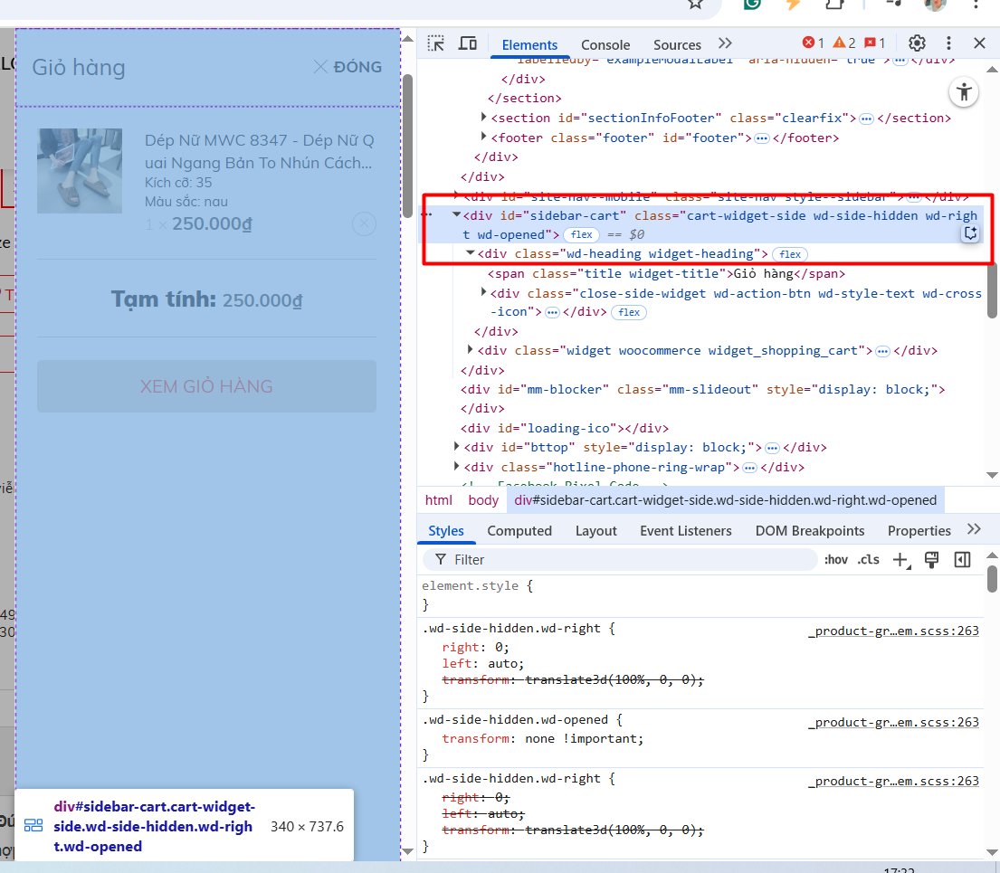 Giỏ hàng
ĐÓNG
Dép Nữ MWC 8347 - Dép Nữ Q
uai Ngang Bản To Nhún Cách...
Kích cỡ: 35
Màu sắc: nau
1 × 250.000₫
Tạm tính: 250.000₫
XEM GIỎ HÀNG
div#sidebar-cart.cart-widget-
side.wd-side-hidden.wd-righ
t.wd-opened
340 × 737.6
Elements Console Sources
1 2 1
labelledby="exampleModalLabel" aria-hidden="true">…</div>
</div>
</section>
<section id="sectionInfoFooter" class="clearfix">…</section>
<footer class="footer" id="footer">…</footer>
</div>
</div>
<div id="site-nav--mobile" class="site-nav style--sidebar">…</div>
<div id="sidebar-cart" class="cart-widget-side wd-side-hidden wd-righ
t wd-opened"> flex == $0
<div class="wd-heading widget-heading"> flex
<span class="title widget-title">Giỏ hàng</span>
<div class="close-side-widget wd-action-btn wd-style-text wd-cross
-icon">…</div> flex
</div>
<div class="widget woocommerce widget_shopping_cart">…</div>
</div>
<div id="mm-blocker" class="mm-slideout" style="display: block;">
</div>
<div id="loading-ico"></div>
<div id="bttop" style="display: block;">…</div>
<div class="hotline-phone-ring-wrap">…</div>
<!-- Facebook Pixel Code -->
html body div#sidebar-cart.cart-widget-side.wd-side-hidden.wd-right.wd-opened
Styles Computed Layout Event Listeners DOM Breakpoints Properties
Filter :hov .cls
element.style {
}
.wd-side-hidden.wd-right { _product-gr…em.scss:263
right: 0;
left: auto;
transform: translate3d(100%, 0, 0);
}
.wd-side-hidden.wd-opened { _product-gr…em.scss:263
transform: none !important;
}
.wd-side-hidden.wd-right { _product-gr…em.scss:263
right: 0;
left: auto;
transform: translate3d(100%, 0, 0);
}